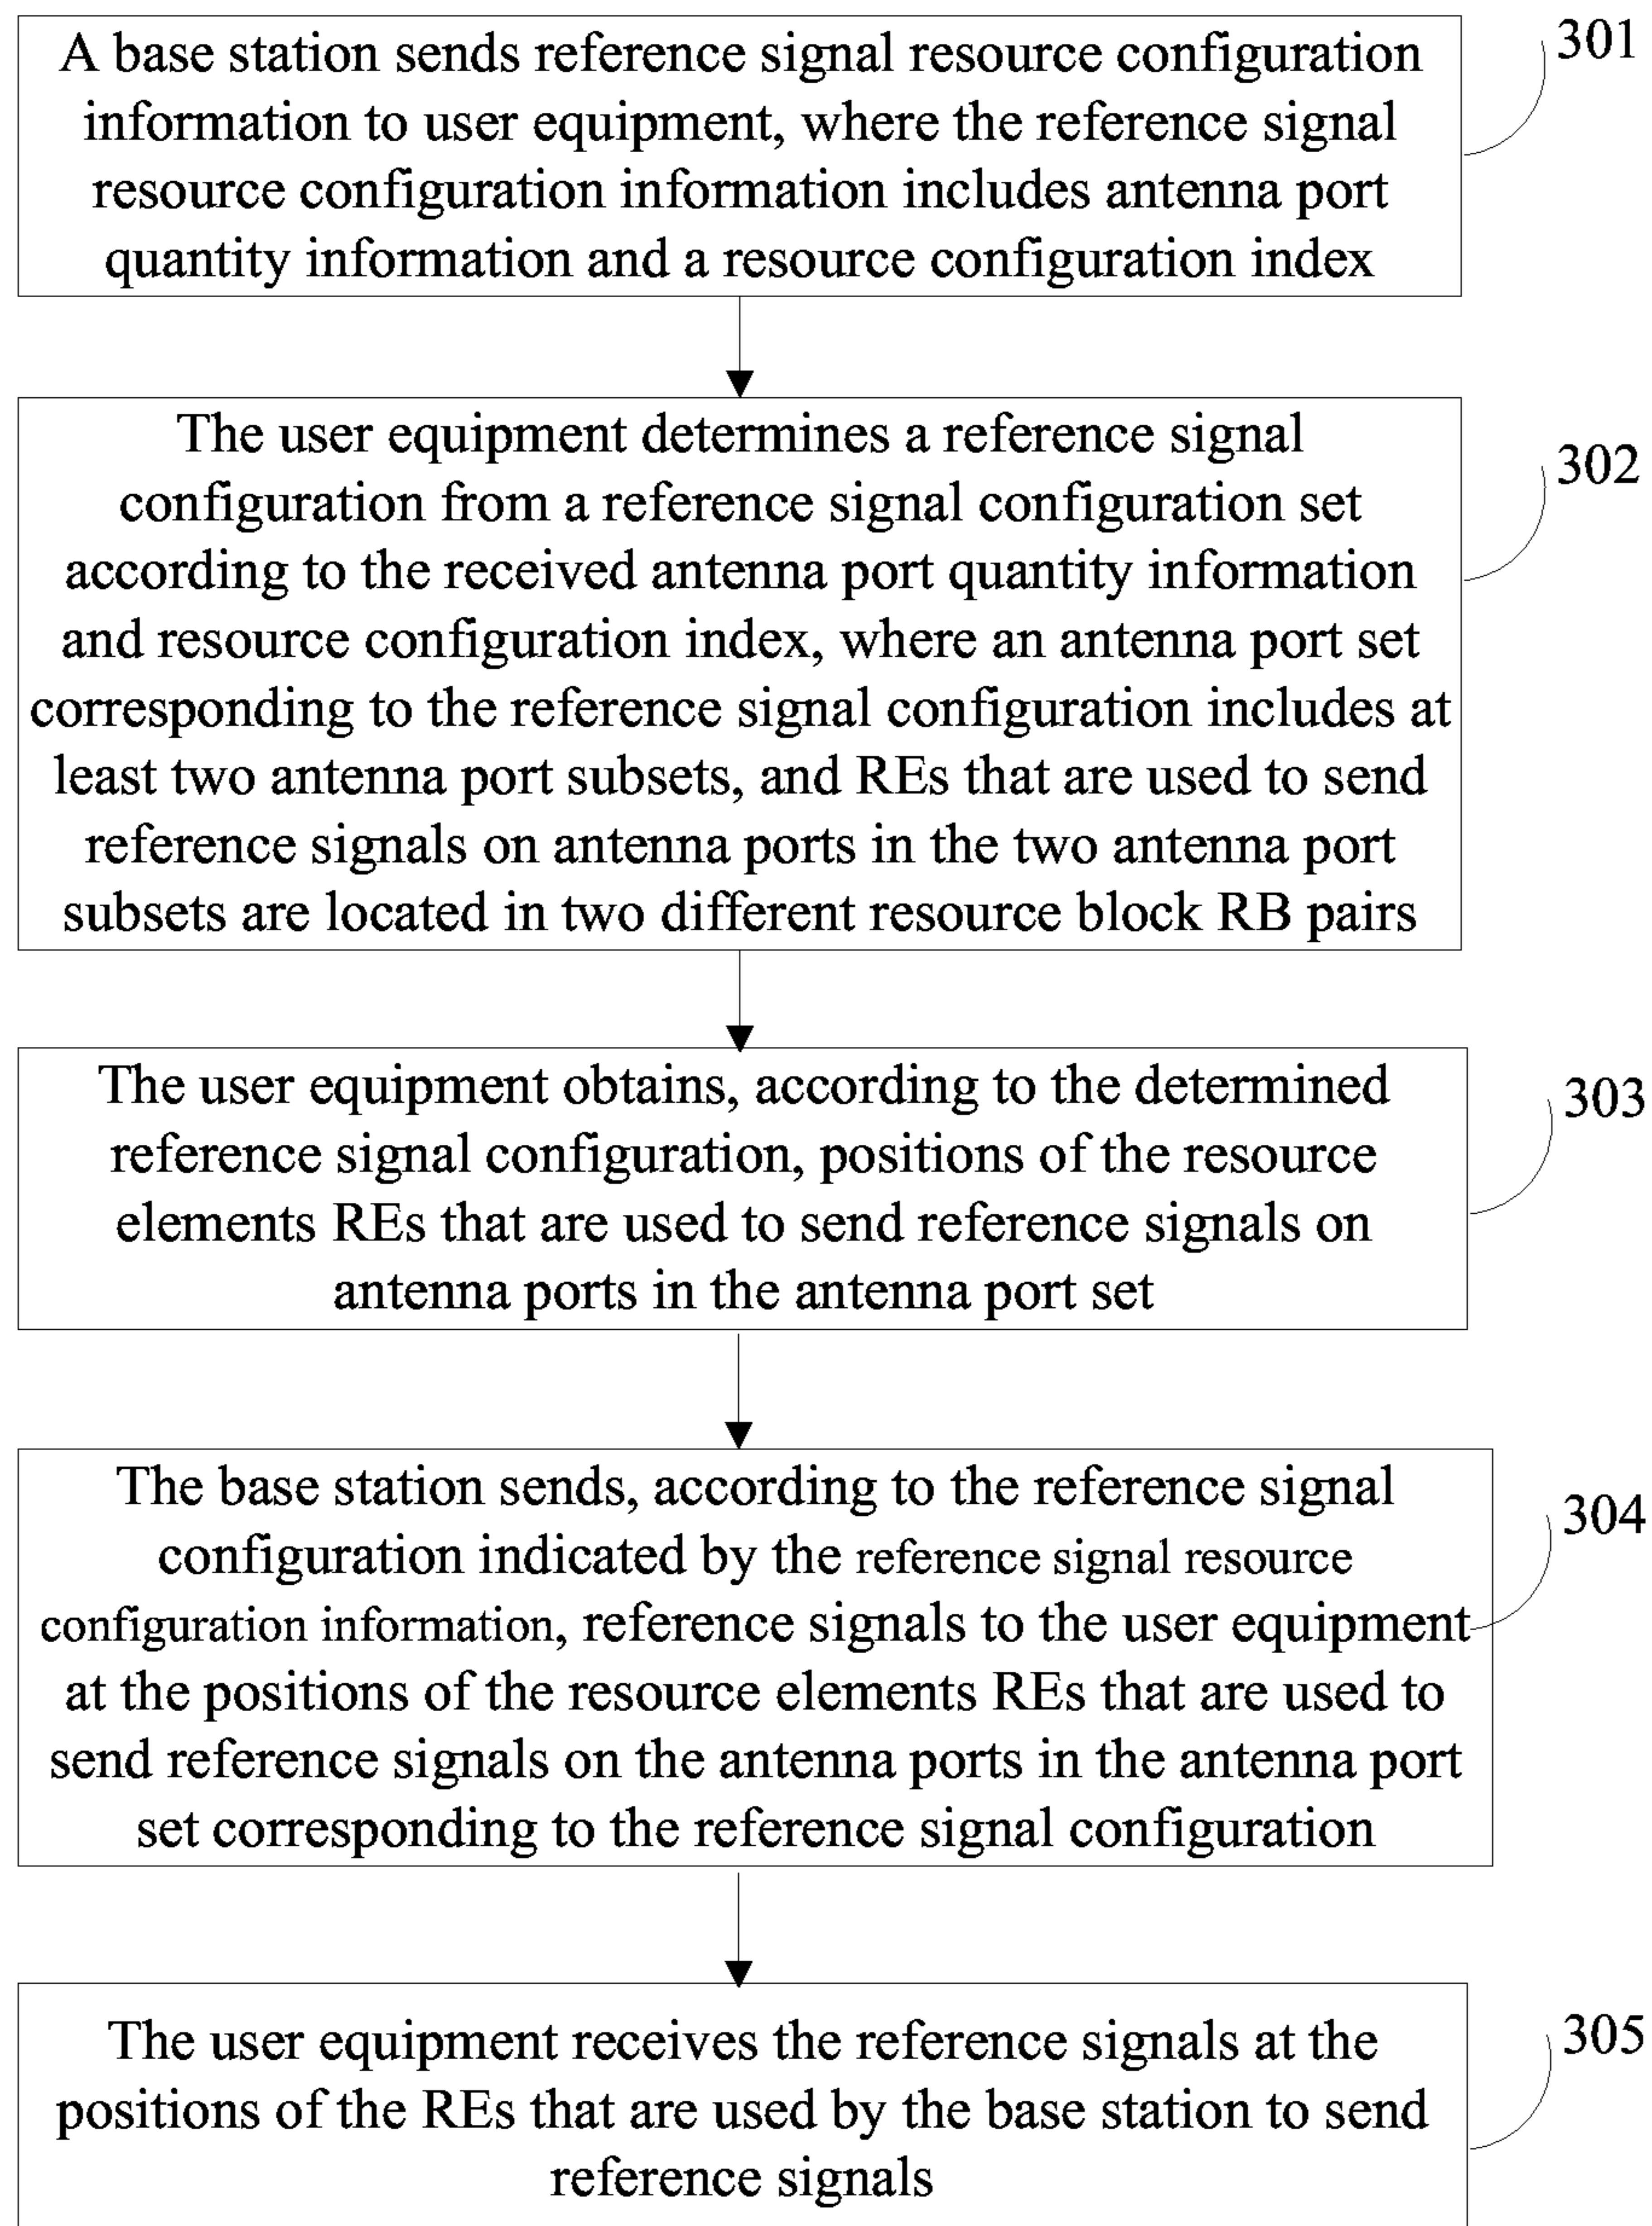 A base station sends reference signal resource configuration
information to user equipment, where the reference signal
resource configuration information includes antenna port
quantity information and a resource configuration index
301
The user equipment determines a reference signal
configuration from a reference signal configuration set
according to the received antenna port quantity information
and resource configuration index, where an antenna port set
corresponding to the reference signal configuration includes at
least two antenna port subsets, and REs that are used to send
reference signals on antenna ports in the two antenna port
subsets are located in two different resource block RB pairs
302
The user equipment obtains, according to the determined
reference signal configuration, positions of the resource
elements REs that are used to send reference signals on
antenna ports in the antenna port set
303
The base station sends, according to the reference signal
configuration indicated by the reference signal resource
configuration information, reference signals to the user equipment
at the positions of the resource elements REs that are used to
send reference signals on the antenna ports in the antenna port
set corresponding to the reference signal configuration
304
The user equipment receives the reference signals at the
positions of the REs that are used by the base station to send
reference signals
305